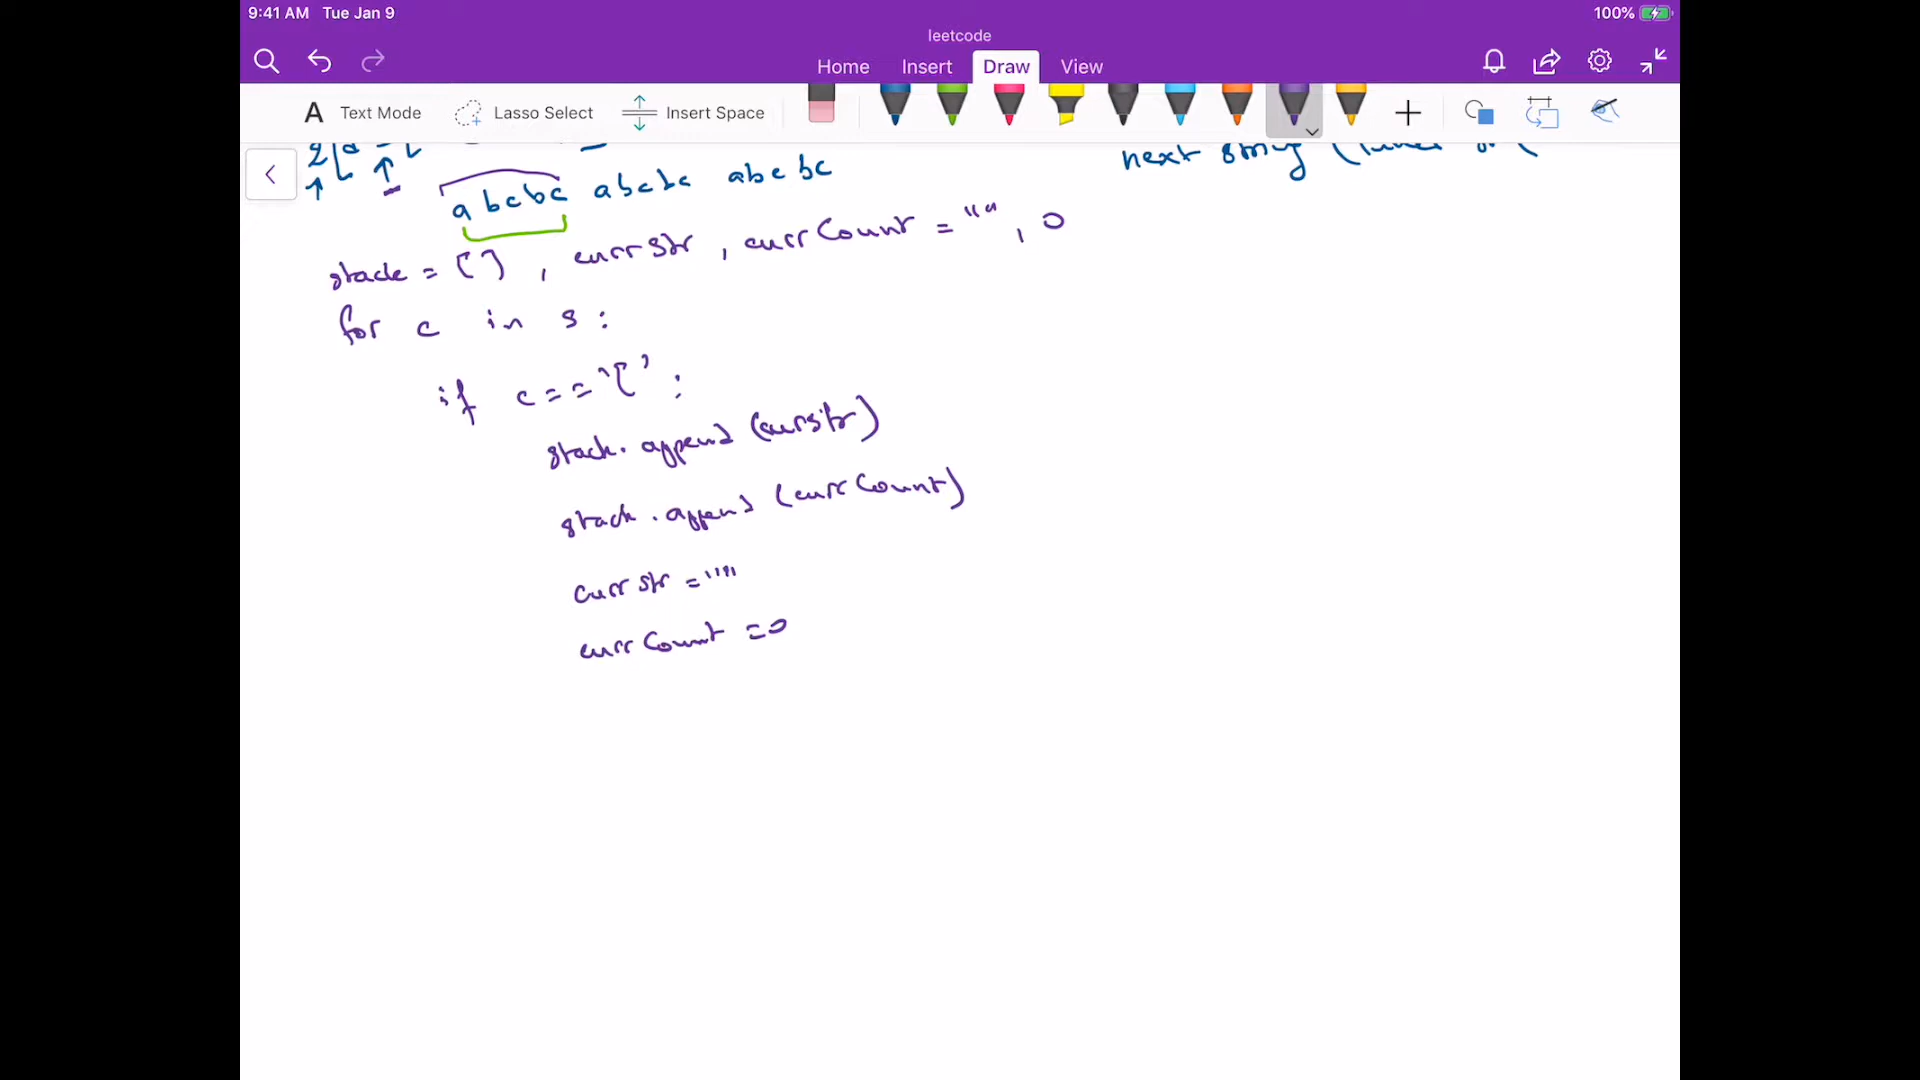 9:41 AM Tue Jan 9 100%
leetcode
Home Insert Draw View
A Text Mode Lasso Select Insert Space
next string
abcbc abcbc abcbc
stack = [] , currStr , currCount = "" , 0
for c in s :
if c == '[' :
stack. append (currStr)
stack. append (currCount)
currStr = ""
currCount = 0